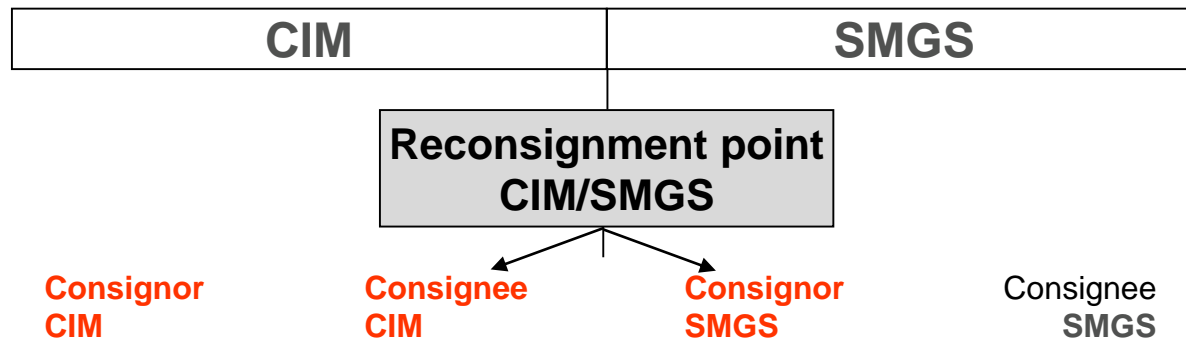 CIM SMGS
Reconsignment point
CIM/SMGS
Consignor Consignee Consignor Consignee
CIM CIM SMGS SMGS